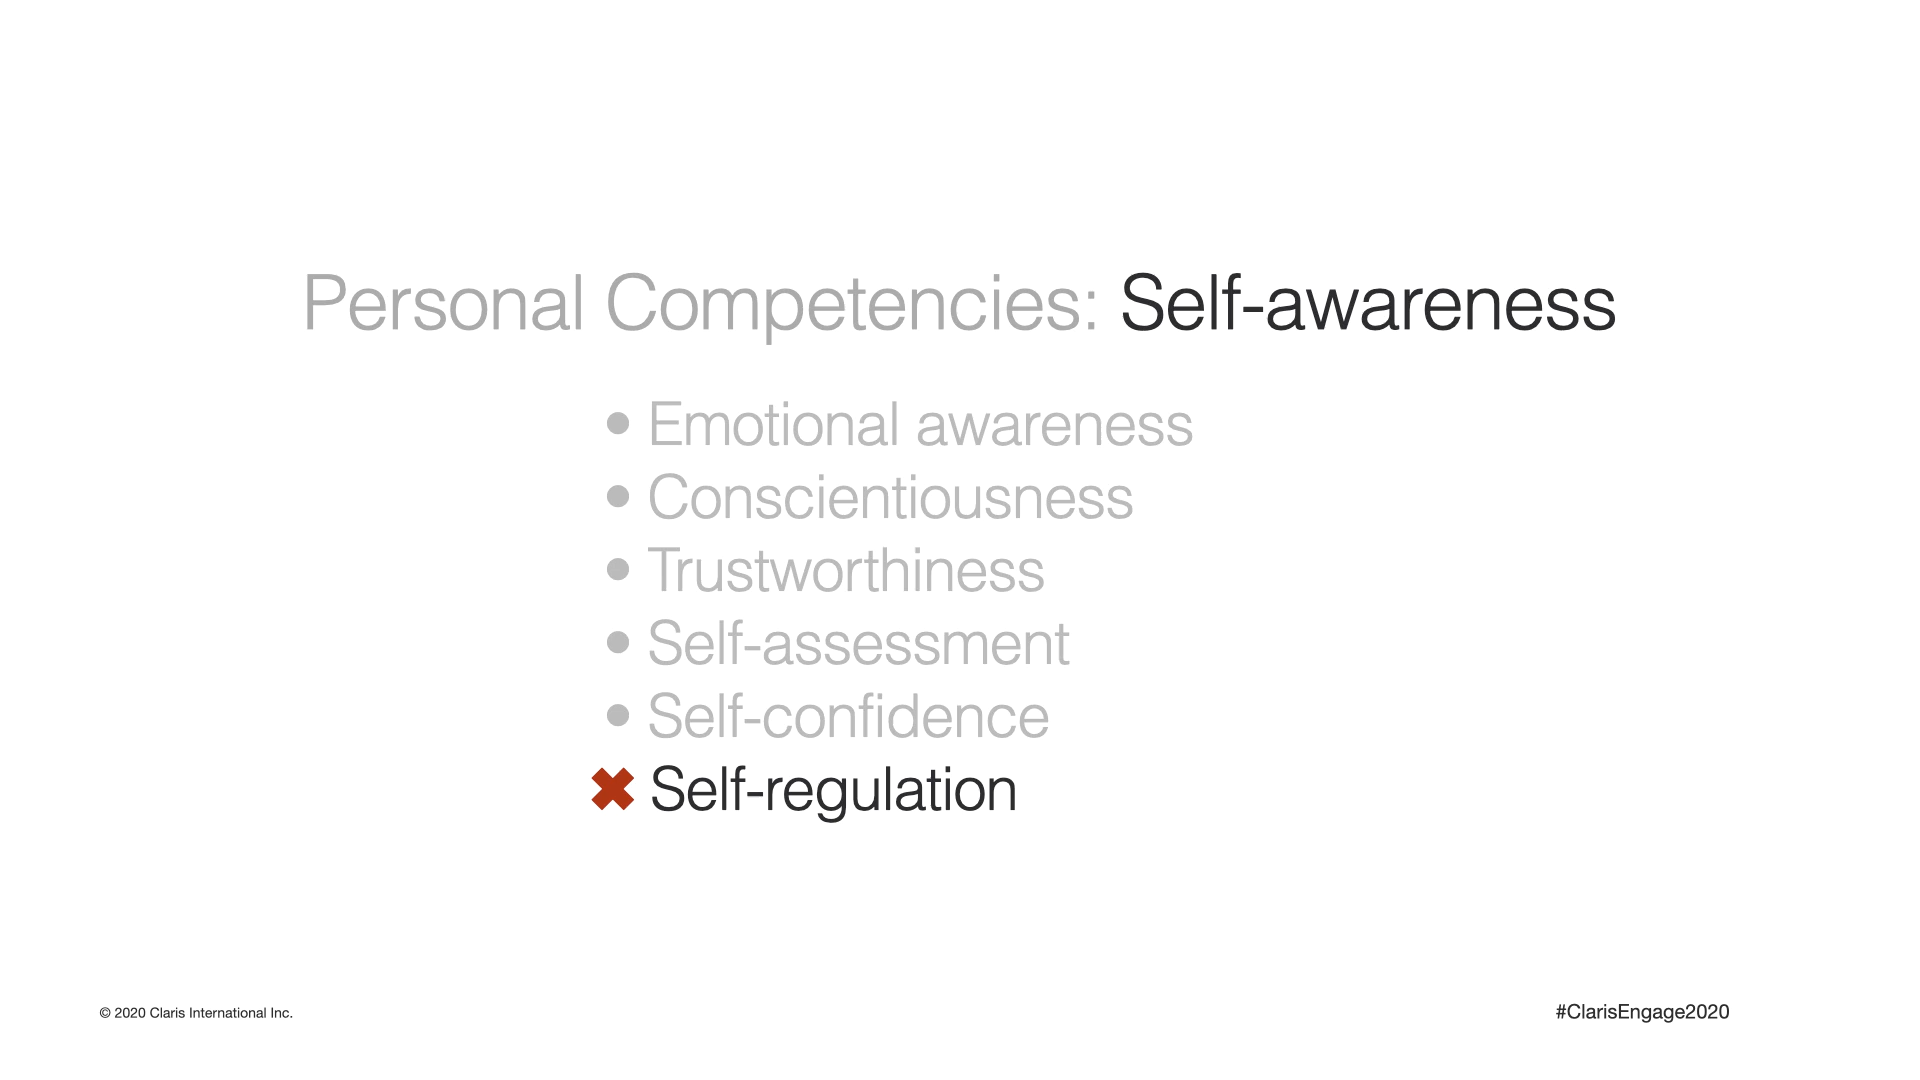 Personal Competencies: Self-awareness
• Emotional awareness
• Conscientiousness
• Trustworthiness
• Self-assessment
• Self-confidence
✖ Self-regulation
© 2020 Claris International Inc.
#ClarisEngage2020